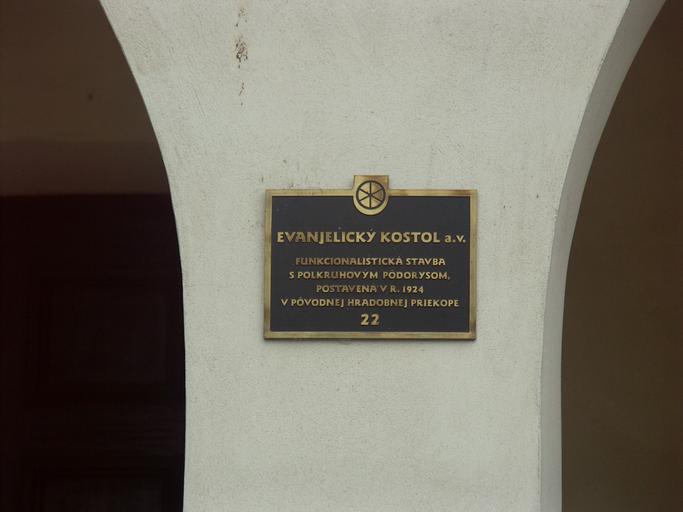 EVANJELICKÝ KOSTOL a.v.
FUNKCIONALISTICKÁ STAVBA
S POLKRUHOVÝM PÔDORYSOM,
POSTAVENÁ V R. 1924
V PÔVODNEJ HRADOBNEJ PRIEKOPE
22